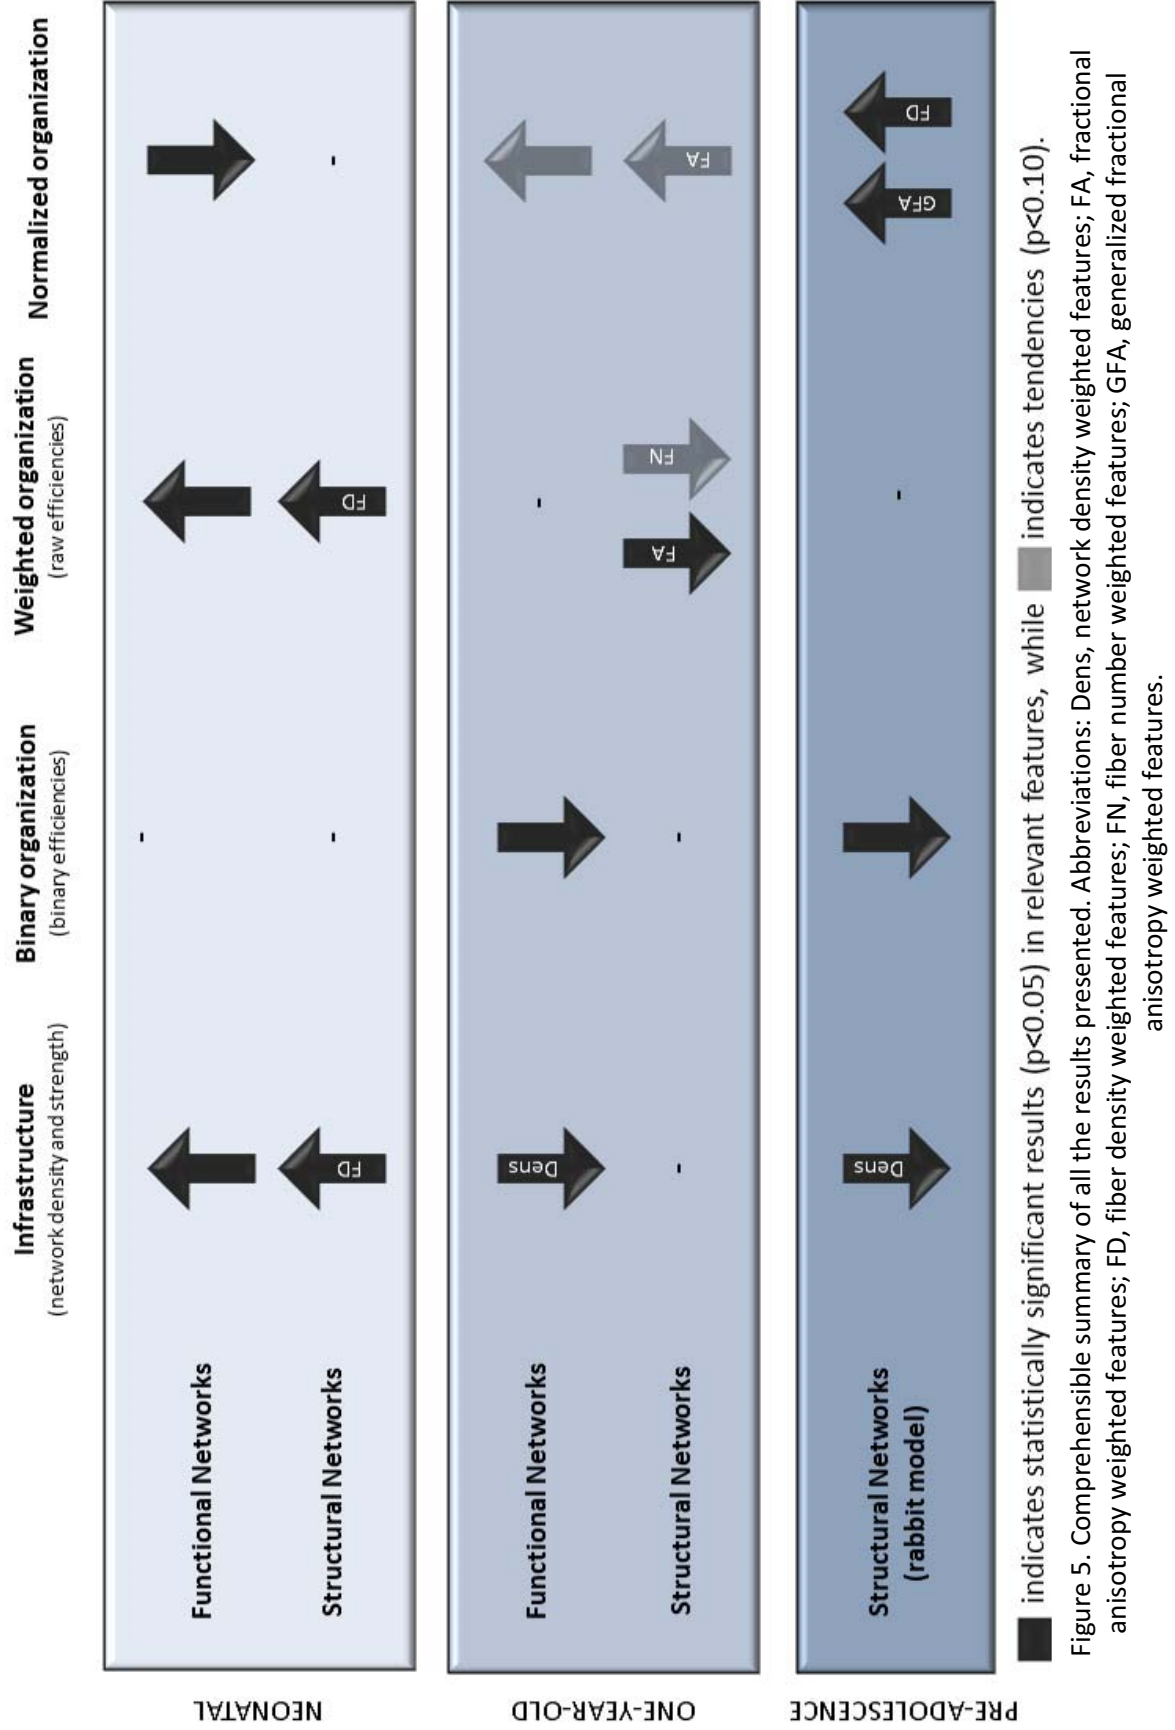 Infrastructure
(network density and strength)
Binary organization
(binary efficiencies)
Weighted organization
(raw efficiencies)
Normalized organization
NEONATAL
Functional Networks
-
Structural Networks
FD
-
FD
-
ONE-YEAR-OLD
Functional Networks
Dens
-
Structural Networks
-
-
FA
FN
FA
PRE-ADOLESCENCE
Structural Networks
(rabbit model)
Dens
-
GFA
FD
indicates statistically significant results (p<0.05) in relevant features, while indicates tendencies (p<0.10).
Figure 5. Comprehensible summary of all the results presented. Abbreviations: Dens, network density weighted features; FA, fractional
anisotropy weighted features; FD, fiber density weighted features; FN, fiber number weighted features; GFA, generalized fractional
anisotropy weighted features.